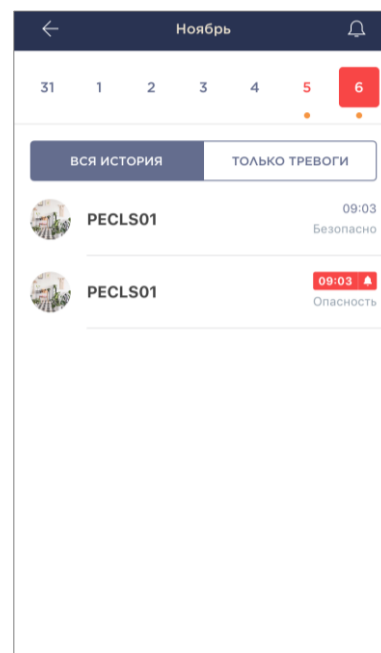 Ноябрь
31 1 2 3 4 5 6
ВСЯ ИСТОРИЯ ТОЛЬКО ТРЕВОГИ
PECLS01 09:03
Безопасно
PECLS01 09:03
Опасность